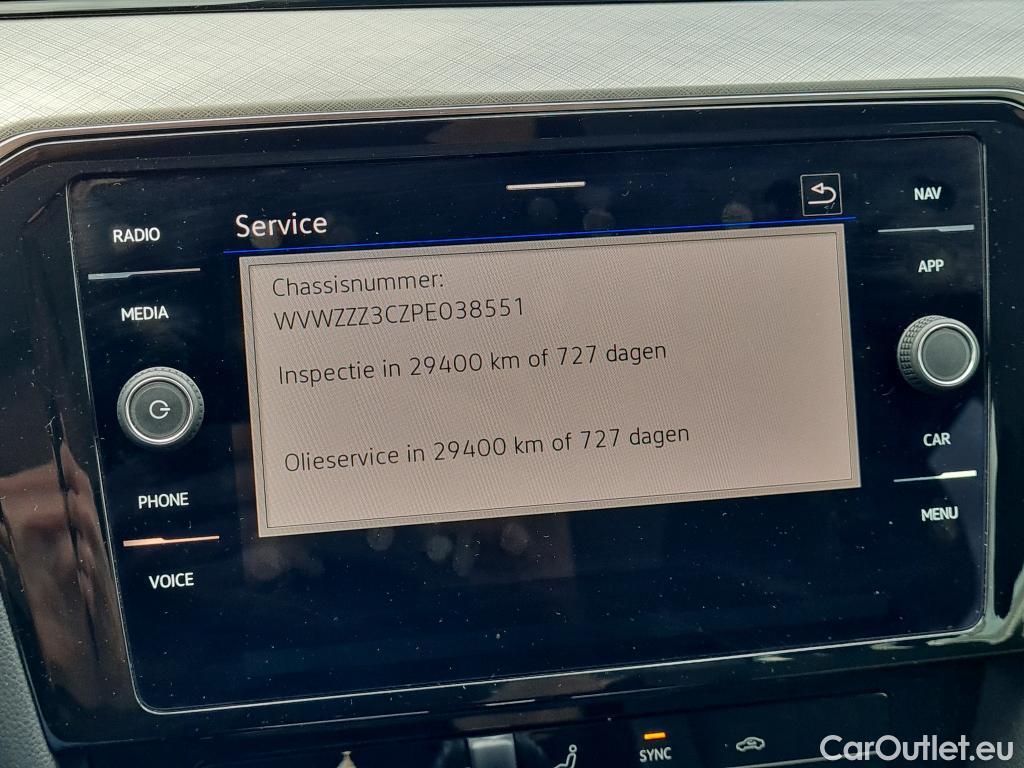 Service
RADIO
MEDIA
PHONE
VOICE
NAV
APP
CAR
MENU
Chassisnummer:
WVWZZZ3CZPE038551
Inspectie in 29400 km of 727 dagen
Olieservice in 29400 km of 727 dagen
SYNC
CarOutlet.eu